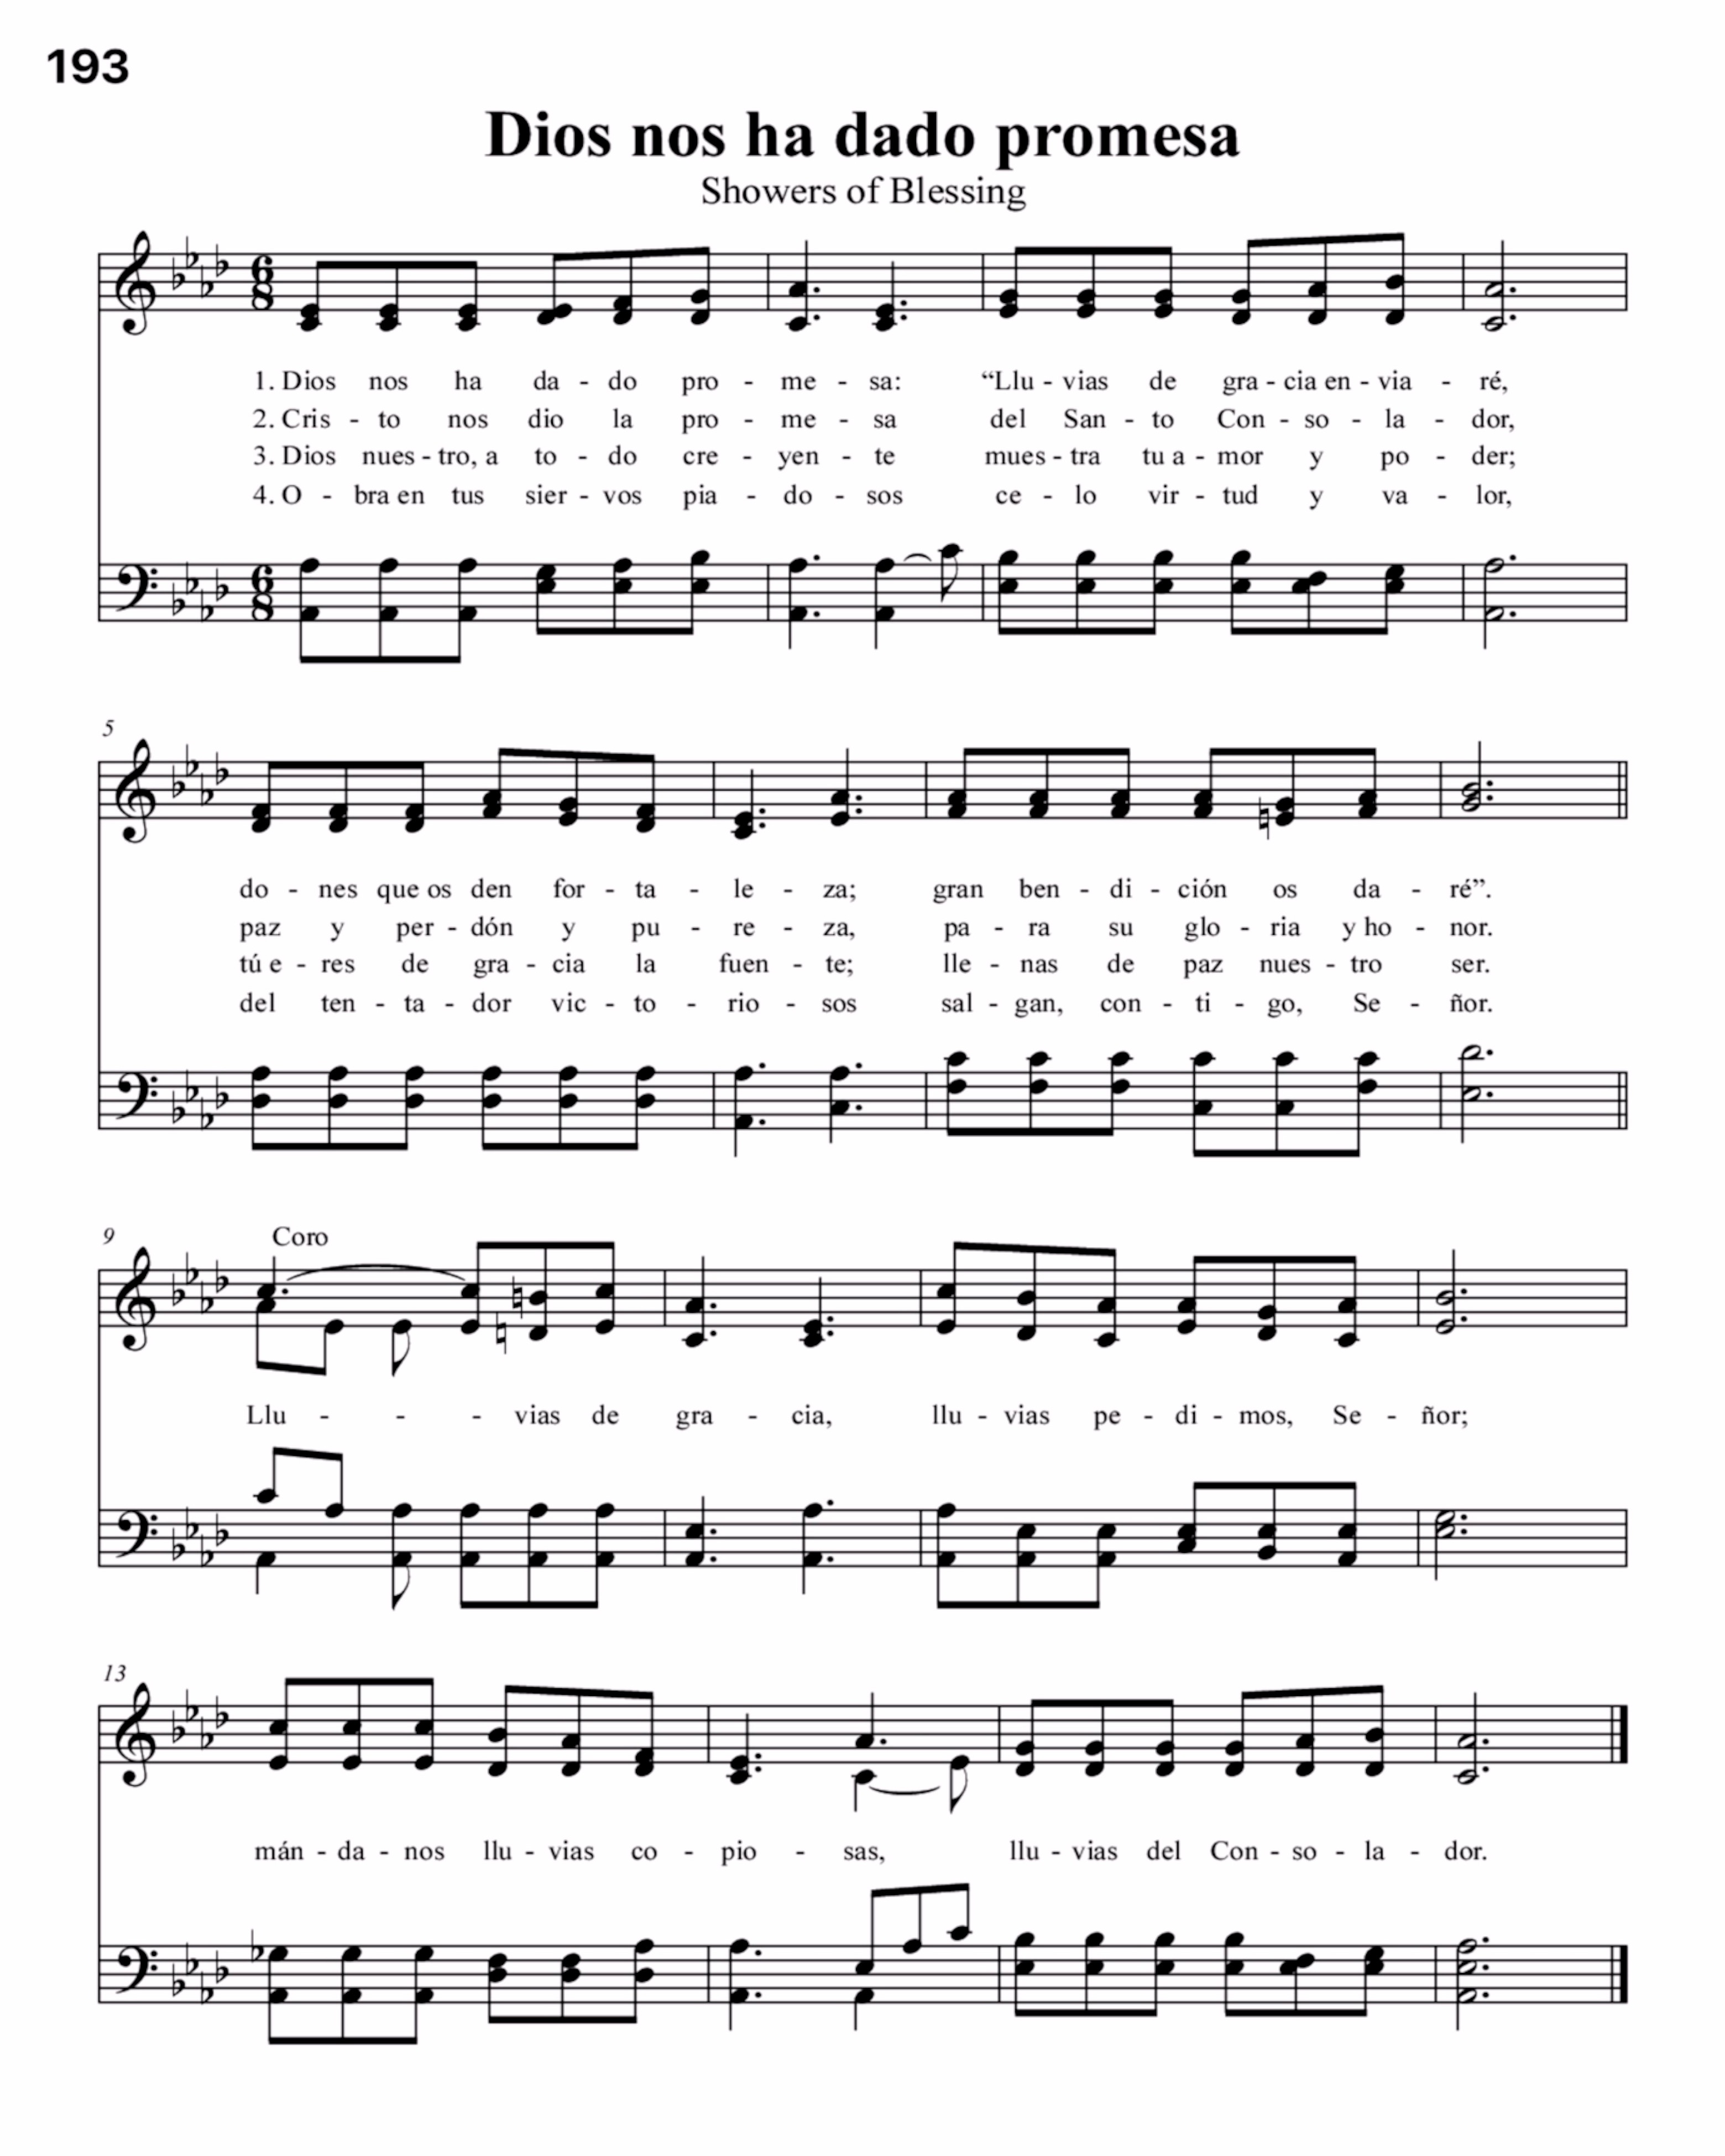 193
Dios nos ha dado promesa
Showers of Blessing
1. Dios nos ha da - do pro - me - sa: “Llu - vias de gra - cia en - via - ré,
2. Cris - to nos dio la pro - me - sa del San - to Con - so - la - dor,
3. Dios nues - tro, a to - do cre - yen - te mues - tra tu a - mor y po - der;
4. O - bra en tus sier - vos pia - do - sos ce - lo vir - tud y va - lor,
5
do - nes que os den for - ta - le - za; gran ben - di - ción os da - ré”.
paz y per - dón y pu - re - za, pa - ra su glo - ria y ho - nor.
tú e - res de gra - cia la fuen - te; lle - nas de paz nues - tro ser.
del ten - ta - dor vic - to - rio - sos sal - gan, con - ti - go, Se - ñor.
9
Coro
Llu - - - vias de gra - cia, llu - vias pe - di - mos, Se - ñor;
13
mán - da - nos llu - vias co - pio - sas, llu - vias del Con - so - la - dor.